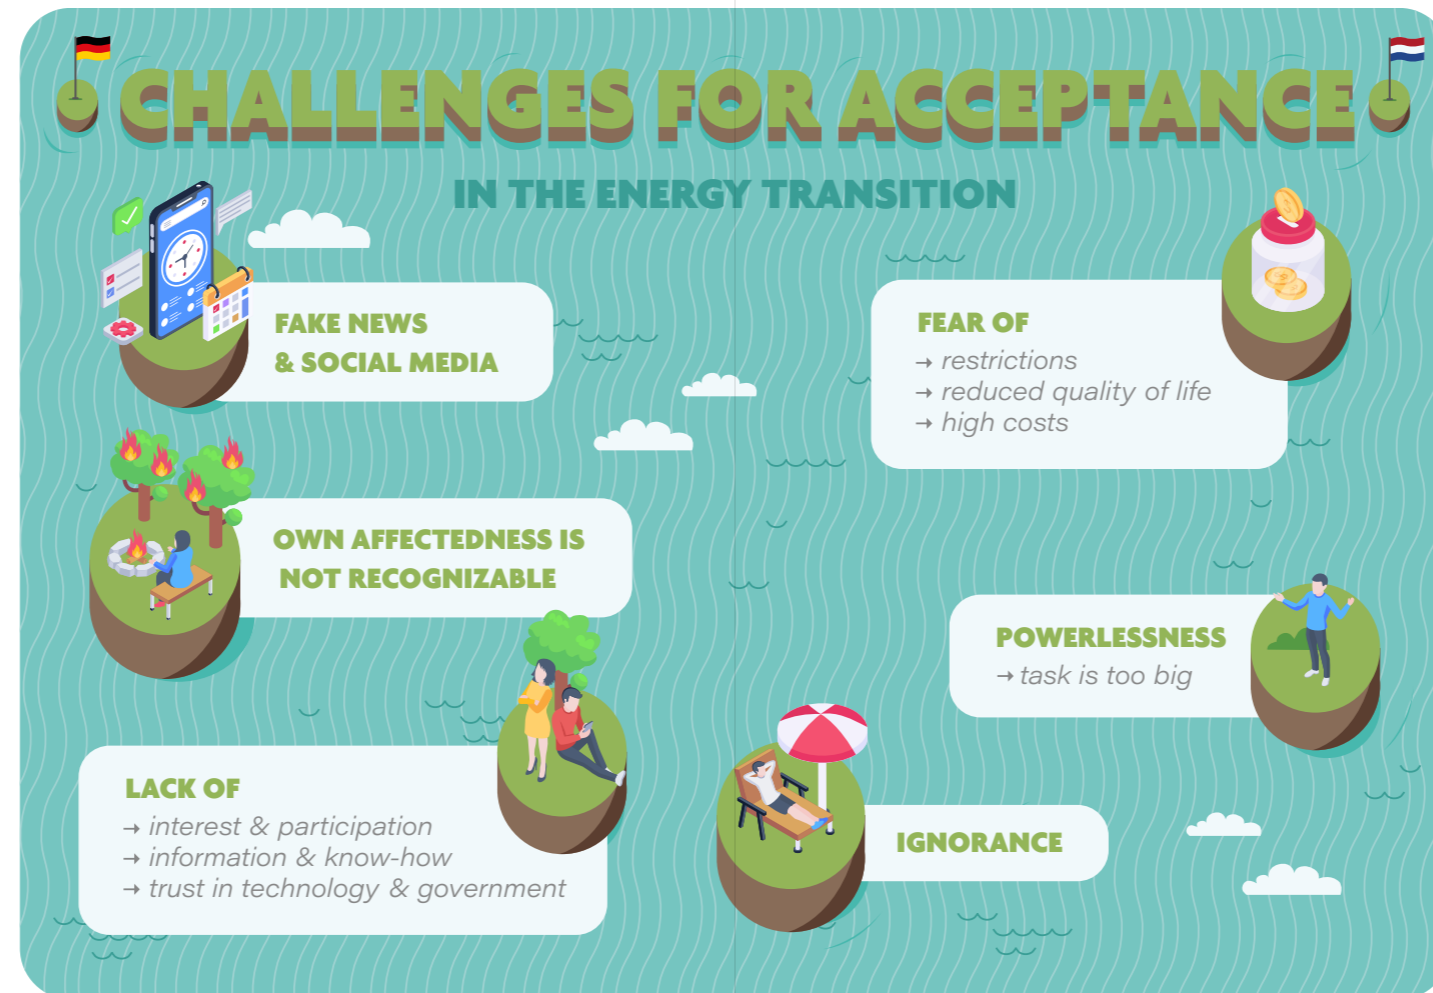 CHALLENGES FOR ACCEPTANCE
IN THE ENERGY TRANSITION
FAKE NEWS
& SOCIAL MEDIA
FEAR OF
→ restrictions
→ reduced quality of life
→ high costs
OWN AFFECTEDNESS IS
NOT RECOGNIZABLE
POWERLESSNESS
→ task is too big
LACK OF
→ interest & participation
→ information & know-how
→ trust in technology & government
IGNORANCE